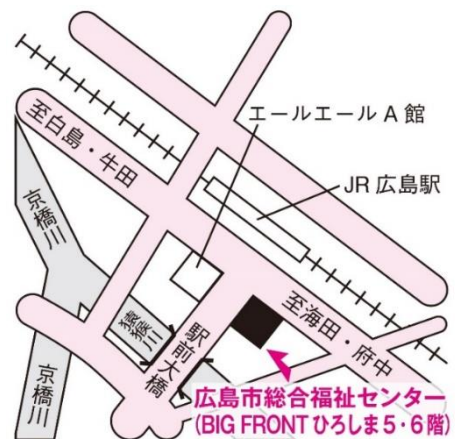 エールエール A 館
至白島・牛田
JR 広島駅
京橋川
至海田・府中
猿猴川
駅前大橋
京橋川
広島市総合福祉センター
(BIG FRONT ひろしま 5・6 階)